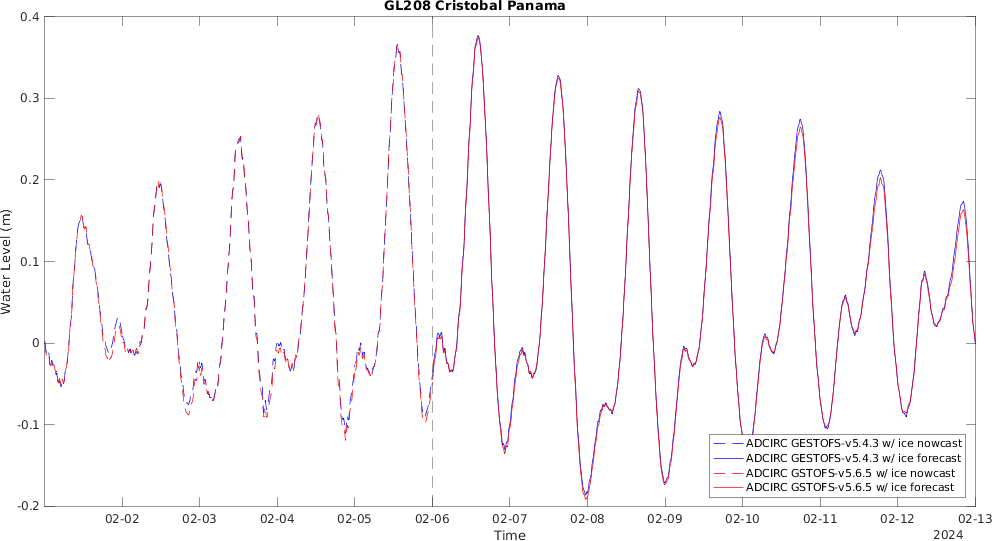 GL208 Cristobal Panama
0.4
0.3
0.2
0.1
0
-0.1
-0.2
Water Level (m)
ADCIRC GESTOFS-v5.4.3 w/ ice nowcast
ADCIRC GESTOFS-v5.4.3 w/ ice forecast
ADCIRC GSTOFS-v5.6.5 w/ ice nowcast
ADCIRC GSTOFS-v5.6.5 w/ ice forecast
02-02 02-03 02-04 02-05 02-06 02-07 02-08 02-09 02-10 02-11 02-12 02-13
Time
2024